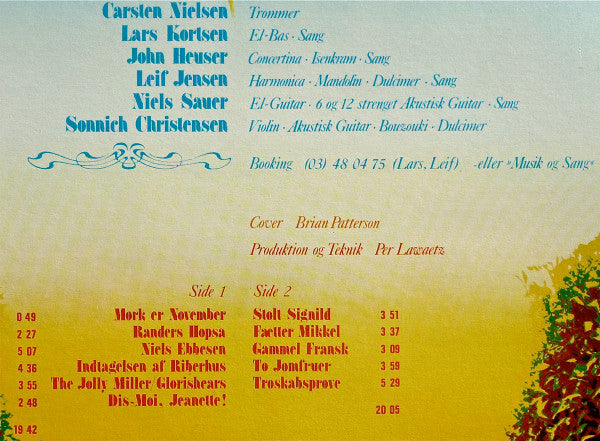 Carsten Nielsen Trommer
Lars Kortsen El-Bas · Sang
John Heuser Concertina · Isenkram · Sang
Leif Jensen Harmonica · Mandolin · Dulcimer · Sang
Niels Sauer El-Guitar · 6 og 12 strenget Akustisk Guitar · Sang
Sonnich Christensen Violin · Akustisk Guitar · Bouzouki · Dulcimer
Booking (03) 48 04 75 (Lars, Leif) -eller »Musik og Sang«
Cover Brian Patterson
Produktion og Teknik Per Lawaetz
Side 1 Side 2
0 49 Mørk er November Stolt Signild 3 51
2 27 Randers Hopsa Fætter Mikkel 3 37
5 07 Niels Ebbesen Gammel Fransk 3 09
4 36 Indtagelsen af Riberhus To Jomfruer 3 59
3 55 The Jolly Miller/Glorishears Troskabsprøve 5 29
2 48 Dis-Moi, Jeanette!
20 05
19 42